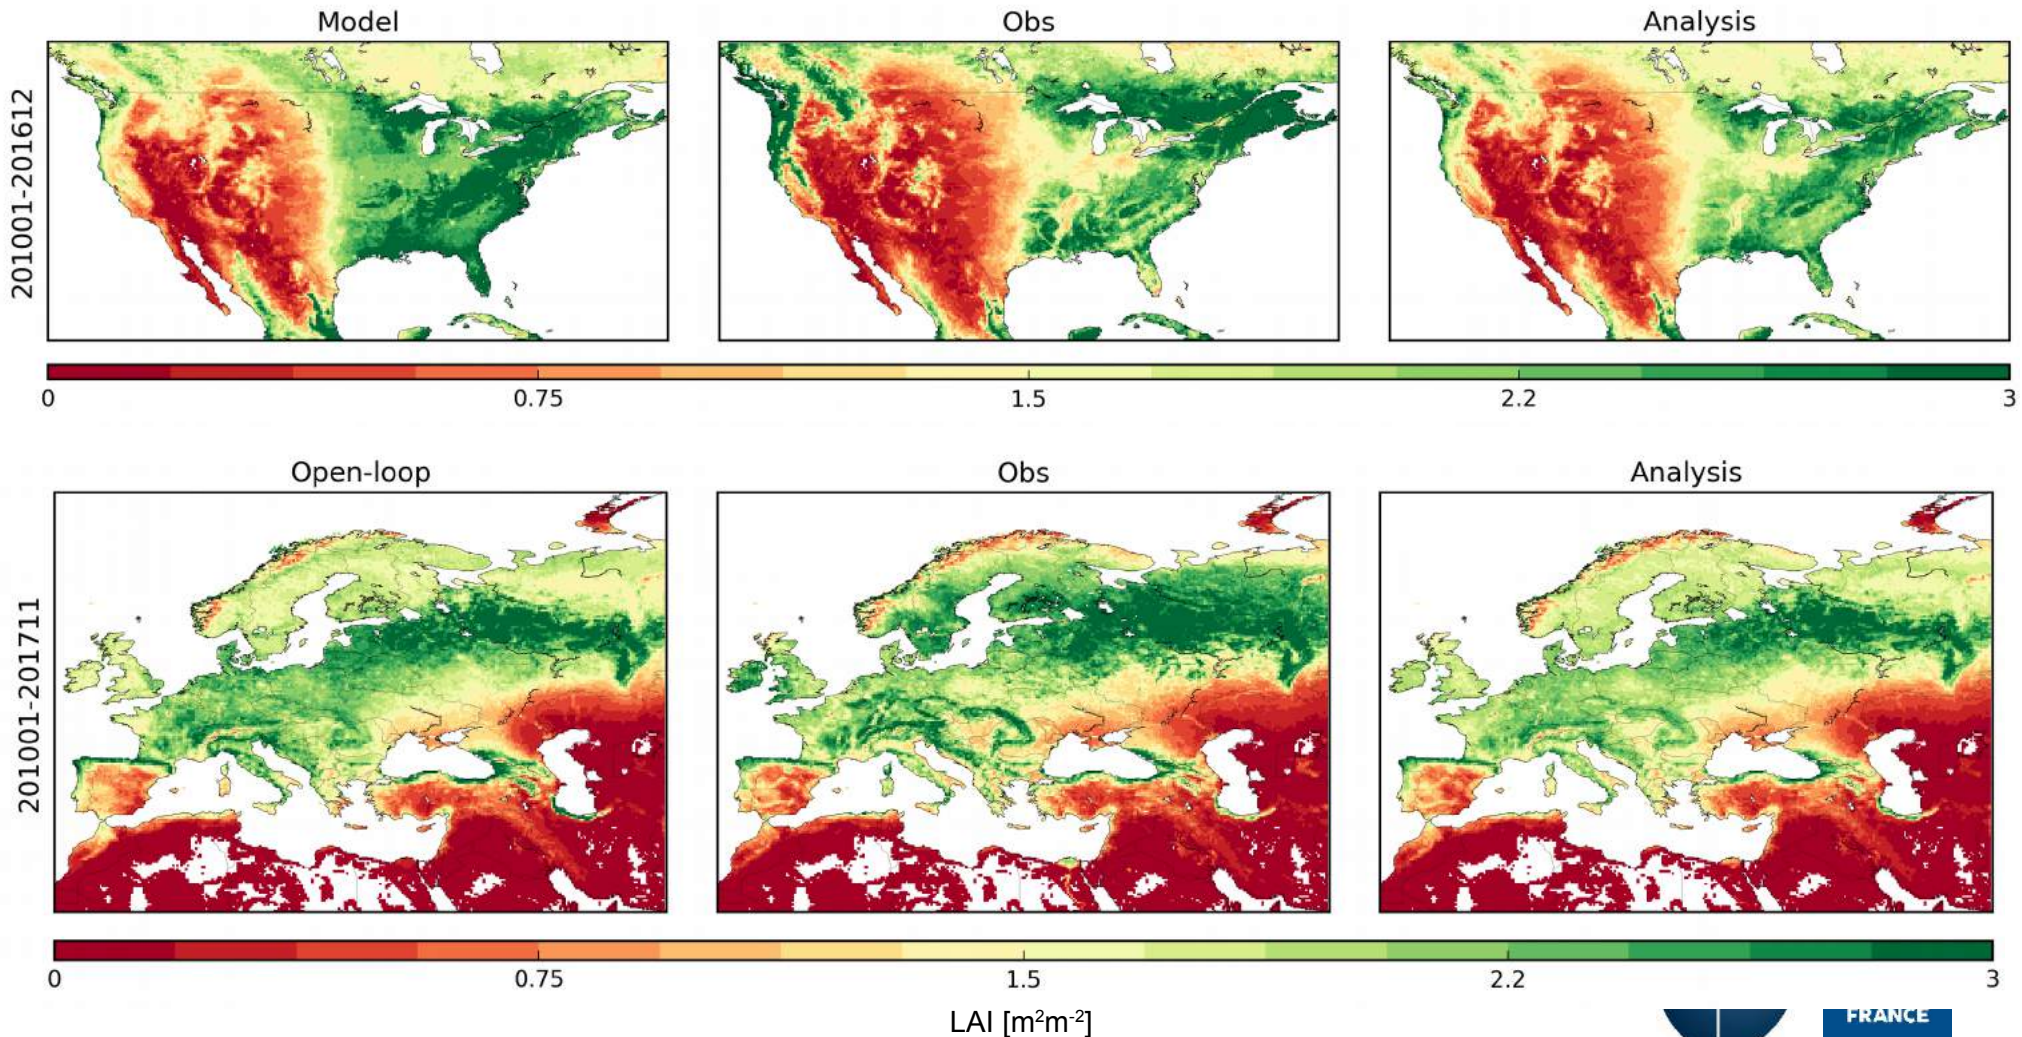 Model Obs Analysis
201001-201612
0 0.75 1.5 2.2 3
Open-loop Obs Analysis
201001-201711
0 0.75 1.5 2.2 3
LAI [m²m⁻²]
FRANCE